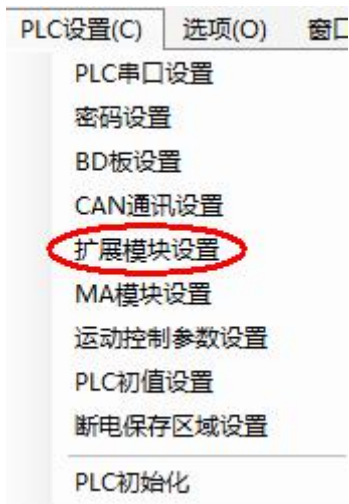 PLC设置(C) 选项(O) 窗口
PLC串口设置
密码设置
BD板设置
CAN通讯设置
扩展模块设置
MA模块设置
运动控制参数设置
PLC初值设置
断电保存区域设置
PLC初始化